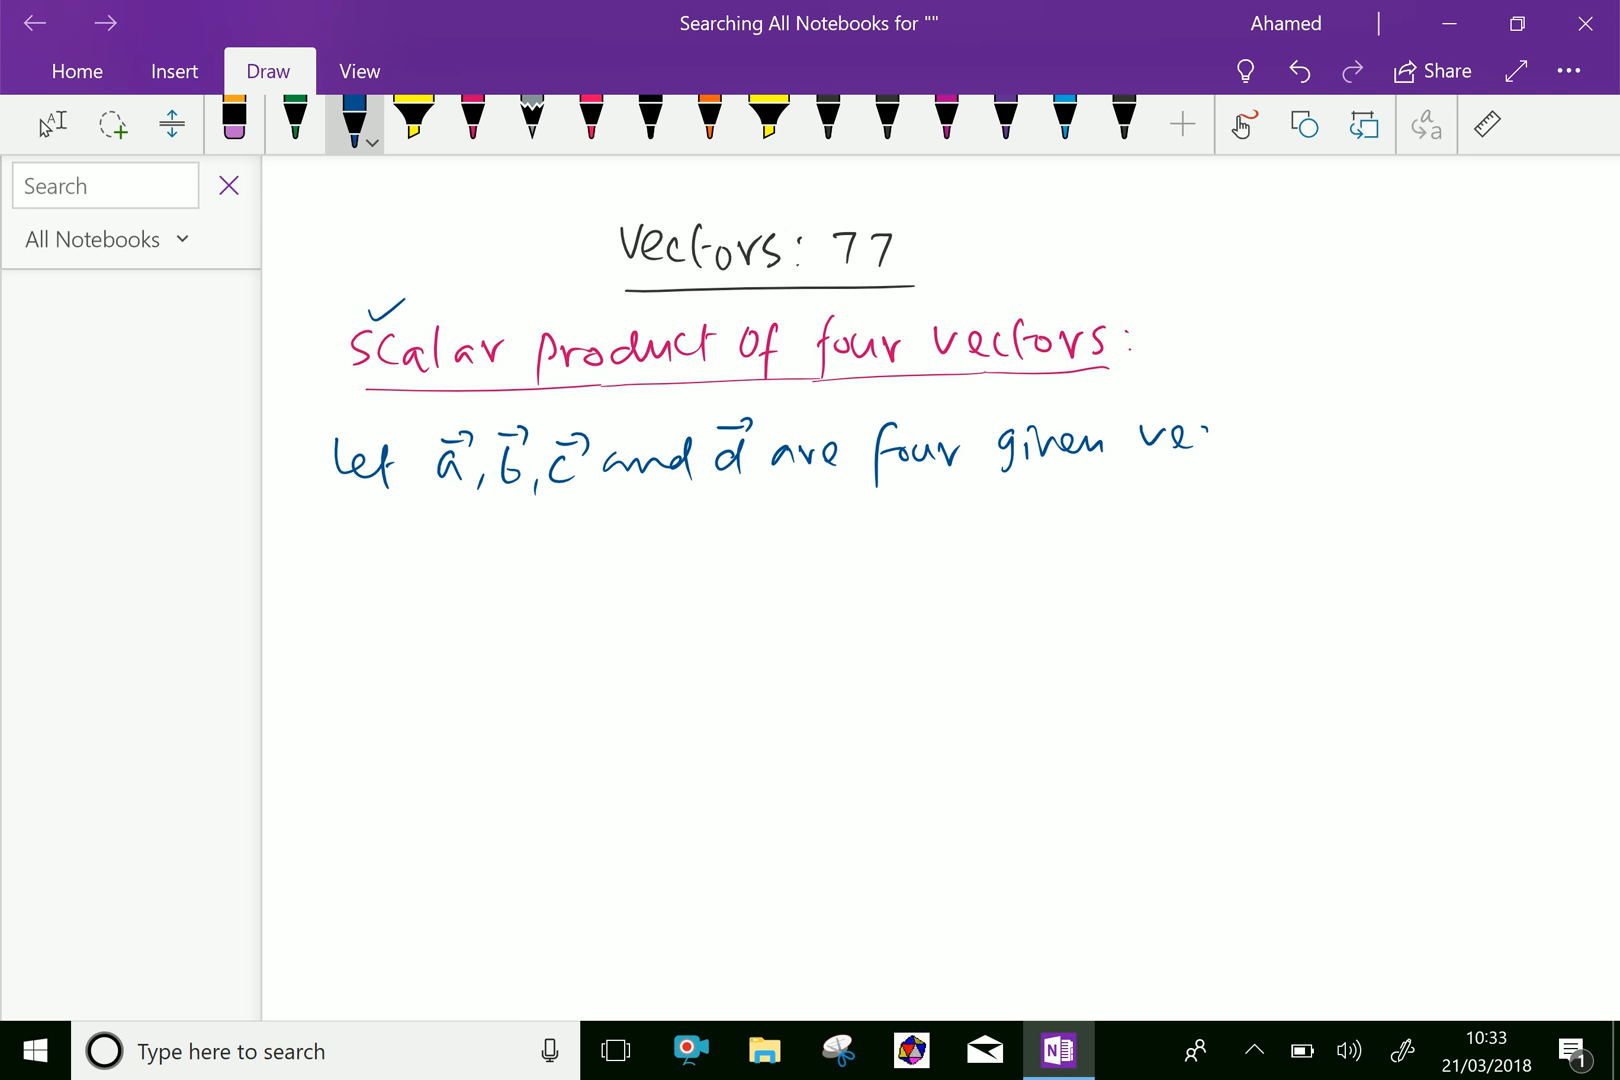 Searching All Notebooks for ""
Ahamed
Home Insert Draw View
Share
Search
All Notebooks
Vectors: 77
Scalar product of four vectors:
Let a⃗, b⃗, c⃗ and d⃗ are four given ve
Type here to search
10:33
21/03/2018
1